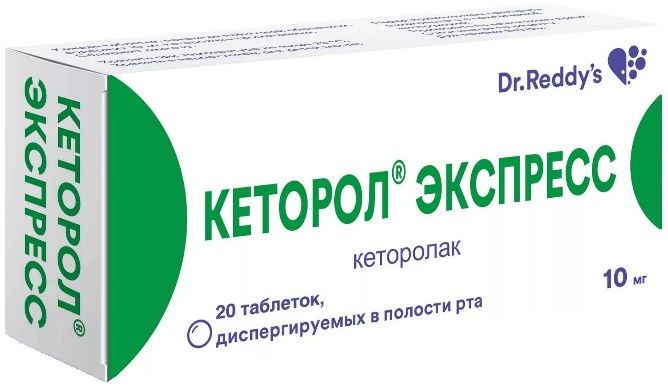 Dr.Reddy's
КЕТОРОЛ® ЭКСПРЕСС
кеторолак
20 таблеток,
диспергируемых в полости рта
10 мг
КЕТОРОЛ®
ЭКСПРЕСС